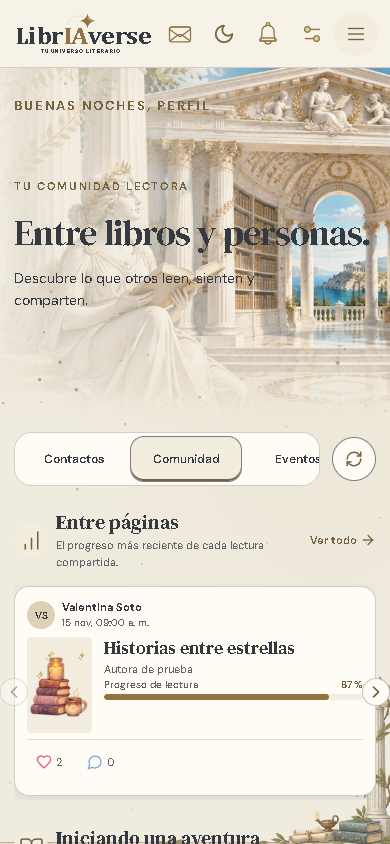 LibrIAverse
TU UNIVERSO LITERARIO
BUENAS NOCHES, PERFIL
TU COMUNIDAD LECTORA
Entre libros y personas.
Descubre lo que otros leen, sienten y
comparten.
Contactos Comunidad Eventos
Entre páginas
El progreso más reciente de cada lectura
compartida.
Ver todo
VS
Valentina Soto
15 nov, 09:00 a. m.
Historias entre estrellas
Autora de prueba
Progreso de lectura 87%
2 0
Iniciando una aventura